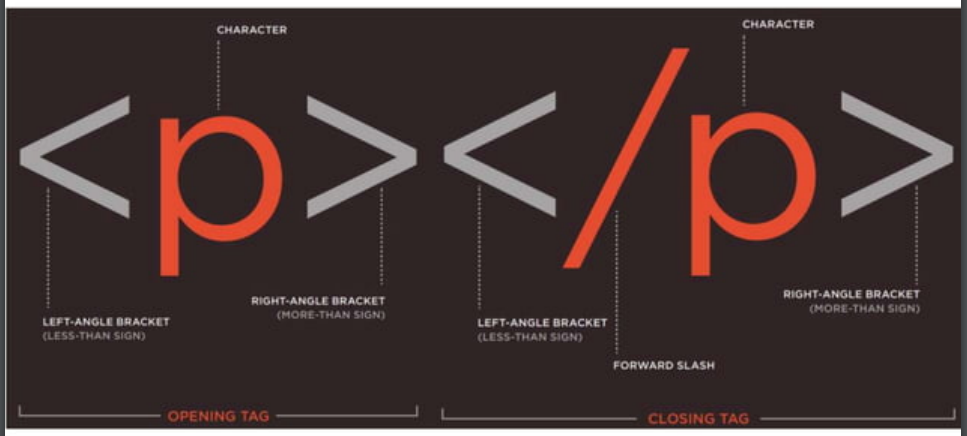 CHARACTER
<p>
LEFT-ANGLE BRACKET
(LESS-THAN SIGN)
RIGHT-ANGLE BRACKET
(MORE-THAN SIGN)
OPENING TAG
CHARACTER
</p>
LEFT-ANGLE BRACKET
(LESS-THAN SIGN)
FORWARD SLASH
RIGHT-ANGLE BRACKET
(MORE-THAN SIGN)
CLOSING TAG